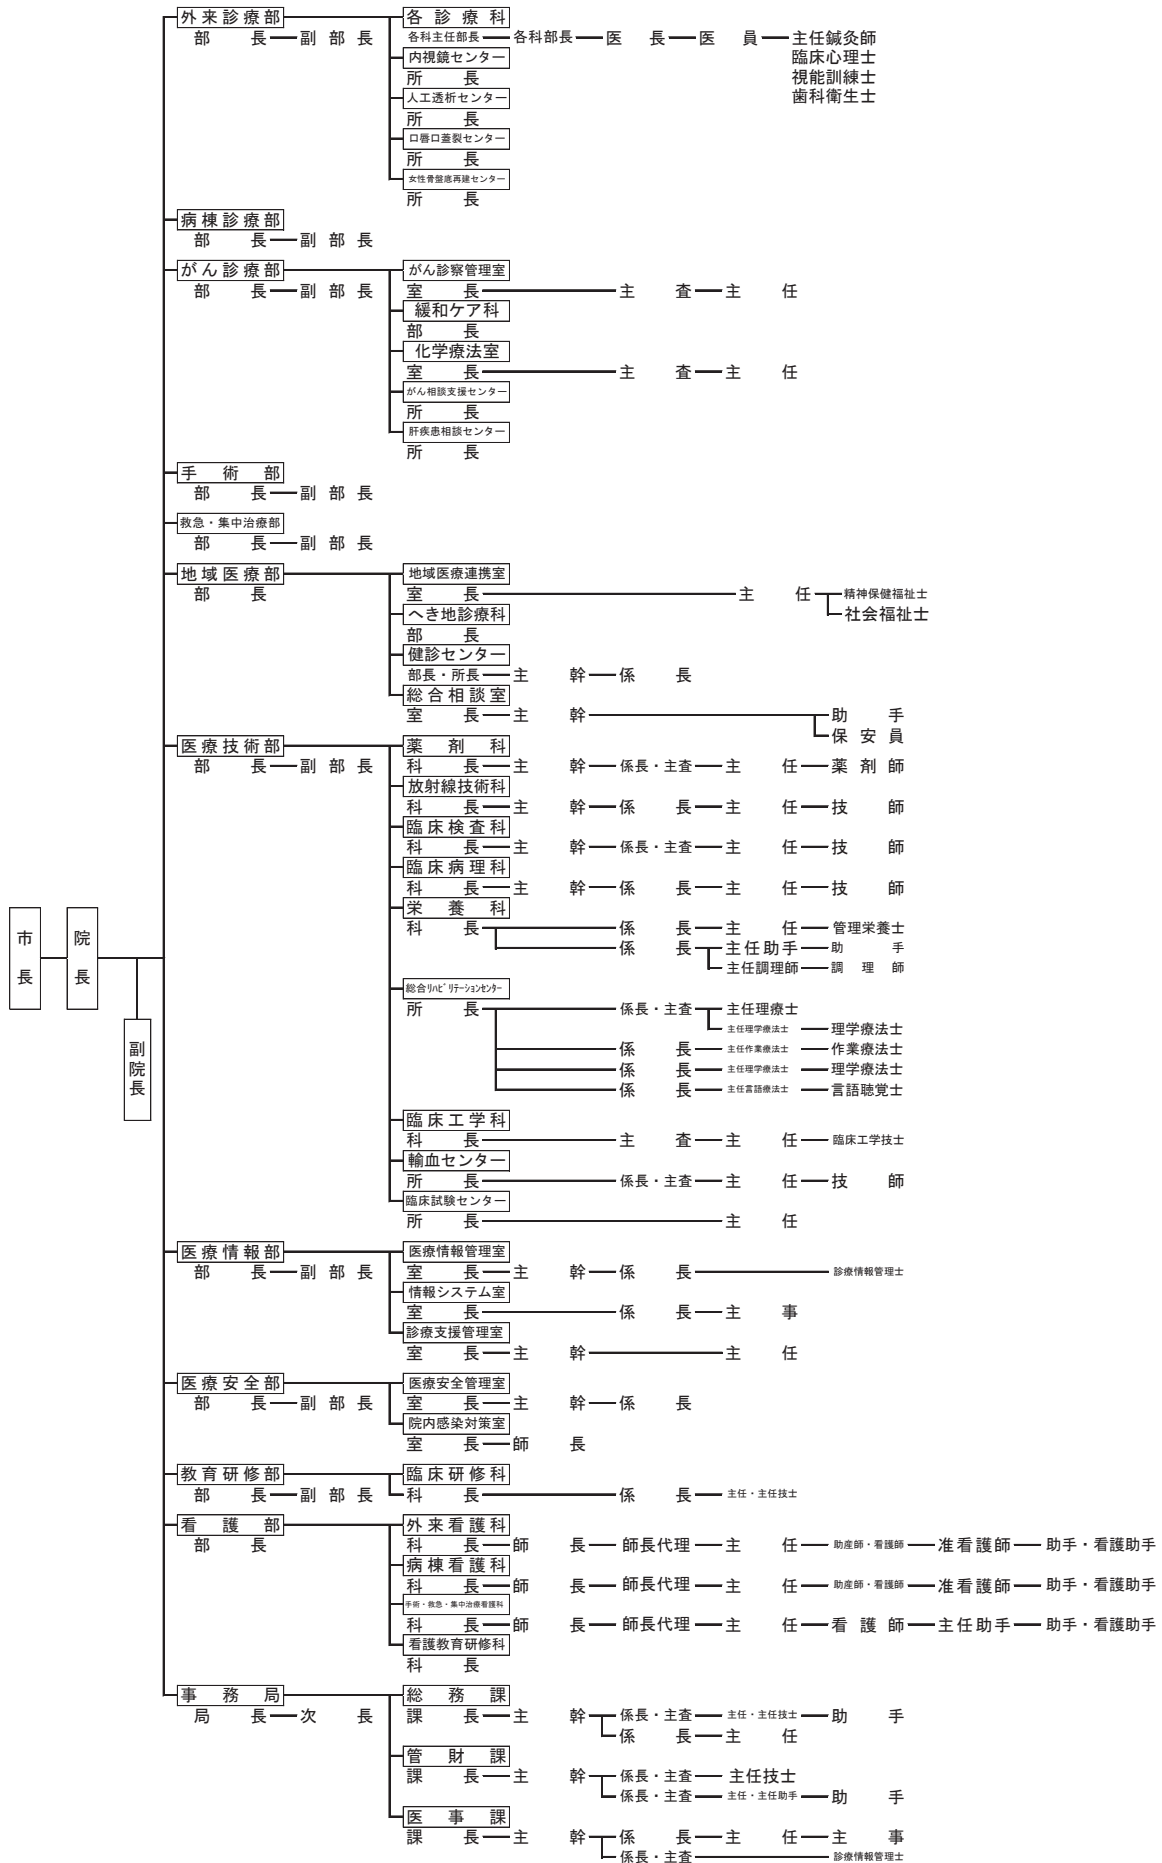 外来診療部 各診療科
部長 副部長 各科主任部長 各科部長 医長 医員 主任鍼灸師
内視鏡センター 臨床心理士
所長 視能訓練士
人工透析センター 歯科衛生士
所長
口唇口蓋裂センター
所長
女性骨盤底再建センター
所長
病棟診療部
部長 副部長
がん診療部 がん診察管理室
部長 副部長 室長 主査 主任
緩和ケア科
部長
化学療法室
室長 主査 主任
がん相談支援センター
所長
肝疾患相談センター
所長
手術部
部長 副部長
救急・集中治療部
部長 副部長
地域医療部 地域医療連携室
部長 室長 主任 精神保健福祉士
へき地診療科 社会福祉士
部長
健診センター
部長・所長 主幹 係長
総合相談室
室長 主幹 助手
保安員
医療技術部 薬剤科
部長 副部長 科長 主幹 係長・主査 主任 薬剤師
放射線技術科
科長 主幹 係長 主任 技師
臨床検査科
科長 主幹 係長・主査 主任 技師
臨床病理科
科長 主幹 係長 主任 技師
栄養科
科長 係長 主任 管理栄養士
係長 主任助手 助手
主任調理師 調理師
市長 院長
副院長
総合リハビリテーションセンター
所長 係長・主査 主任理療士
主任理学療法士 理学療法士
係長 主任作業療法士 作業療法士
係長 主任理学療法士 理学療法士
係長 主任言語療法士 言語聴覚士
臨床工学科
科長 主査 主任 臨床工学技士
輸血センター
所長 係長・主査 主任 技師
臨床試験センター
所長 主任
医療情報部 医療情報管理室
部長 副部長 室長 主幹 係長 診療情報管理士
情報システム室
室長 係長 主事
診療支援管理室
室長 主幹 主任
医療安全部 医療安全管理室
部長 副部長 室長 主幹 係長
院内感染対策室
室長 師長
教育研修部 臨床研修科
部長 副部長 科長 係長 主任・主任技士
看護部 外来看護科
部長 科長 師長 師長代理 主任 助産師・看護師 准看護師 助手・看護助手
病棟看護科
科長 師長 師長代理 主任 助産師・看護師 准看護師 助手・看護助手
手術・救急・集中治療看護科
科長 師長 師長代理 主任 看護師 主任助手 助手・看護助手
看護教育研修科
科長
事務局 総務課
局長 次長 課長 主幹 係長・主査 主任・主任技士 助手
係長 主任
管財課
課長 主幹 係長・主査 主任技士
係長・主査 主任・主任助手 助手
医事課
課長 主幹 係長 主任 主事
係長・主査 診療情報管理士